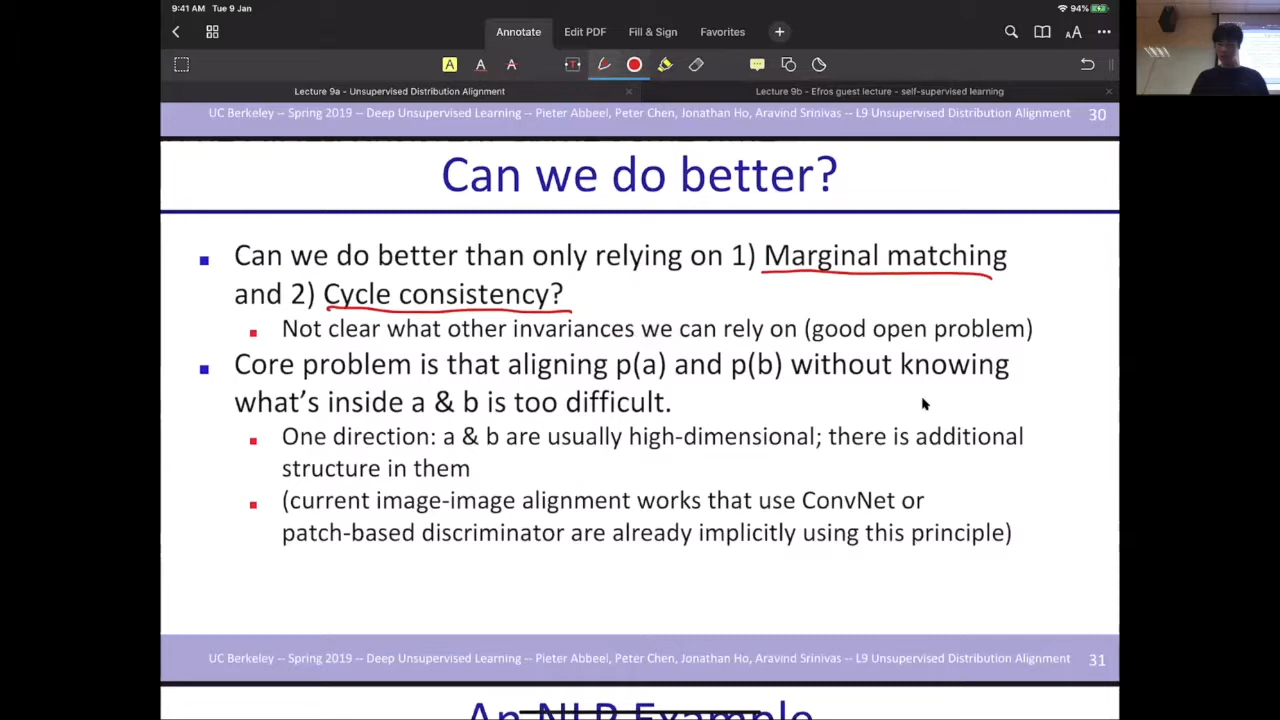 9:41 AM Tue 9 Jan
94%
Annotate Edit PDF Fill & Sign Favorites
Lecture 9a - Unsupervised Distribution Alignment
Lecture 9b - Efros guest lecture - self-supervised learning
UC Berkeley -- Spring 2019 -- Deep Unsupervised Learning -- Pieter Abbeel, Peter Chen, Jonathan Ho, Aravind Srinivas -- L9 Unsupervised Distribution Alignment 30
Can we do better?
Can we do better than only relying on 1) Marginal matching
and 2) Cycle consistency?
Not clear what other invariances we can rely on (good open problem)
Core problem is that aligning p(a) and p(b) without knowing
what's inside a & b is too difficult.
One direction: a & b are usually high-dimensional; there is additional
structure in them
(current image-image alignment works that use ConvNet or
patch-based discriminator are already implicitly using this principle)
UC Berkeley -- Spring 2019 -- Deep Unsupervised Learning -- Pieter Abbeel, Peter Chen, Jonathan Ho, Aravind Srinivas -- L9 Unsupervised Distribution Alignment 31
An NLP Example